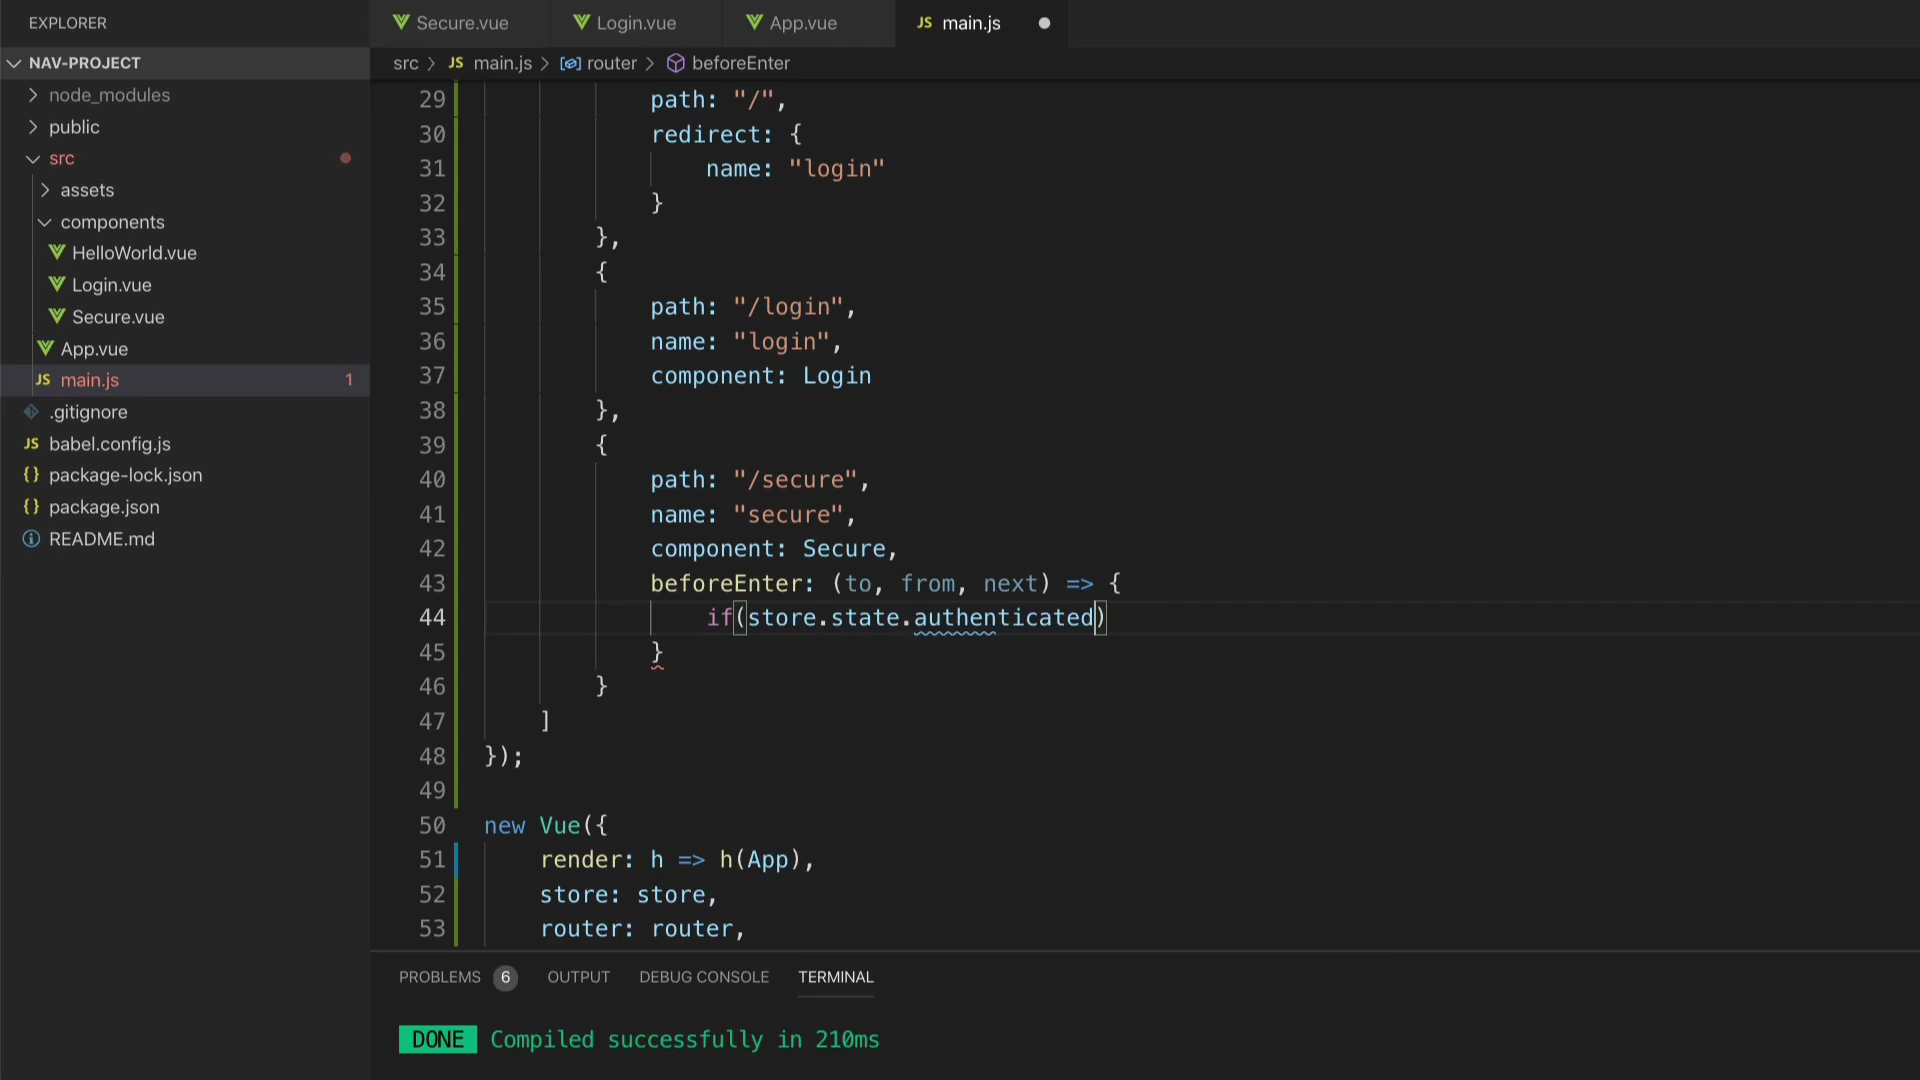 EXPLORER
NAV-PROJECT
node_modules
public
src
assets
components
HelloWorld.vue
Login.vue
Secure.vue
App.vue
JS main.js 1
.gitignore
JS babel.config.js
{} package-lock.json
{} package.json
README.md
Secure.vue Login.vue App.vue JS main.js
src > JS main.js > router > beforeEnter
29 path: "/",
30 redirect: {
31 name: "login"
32 }
33 },
34 {
35 path: "/login",
36 name: "login",
37 component: Login
38 },
39 {
40 path: "/secure",
41 name: "secure",
42 component: Secure,
43 beforeEnter: (to, from, next) => {
44 if(store.state.authenticated)
45 }
46 }
47 ]
48 });
49
50 new Vue({
51 render: h => h(App),
52 store: store,
53 router: router,
PROBLEMS 6 OUTPUT DEBUG CONSOLE TERMINAL
DONE Compiled successfully in 210ms